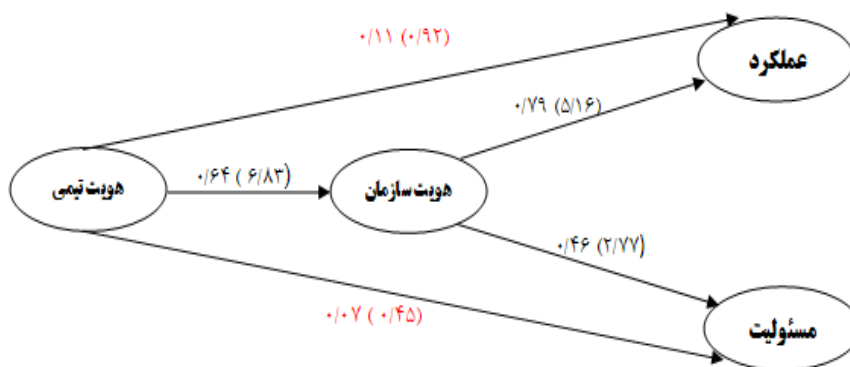 ۰/۱۱ (۰/۹۲)
عملکرد
۰/۷۹ (۵/۱۶)
هویت تیمی
۰/۶۴ ( ۶/۸۳)
هویت سازمان
۰/۴۶ (۲/۷۷)
۰/۰۷ ( ۰/۴۵)
مسئولیت